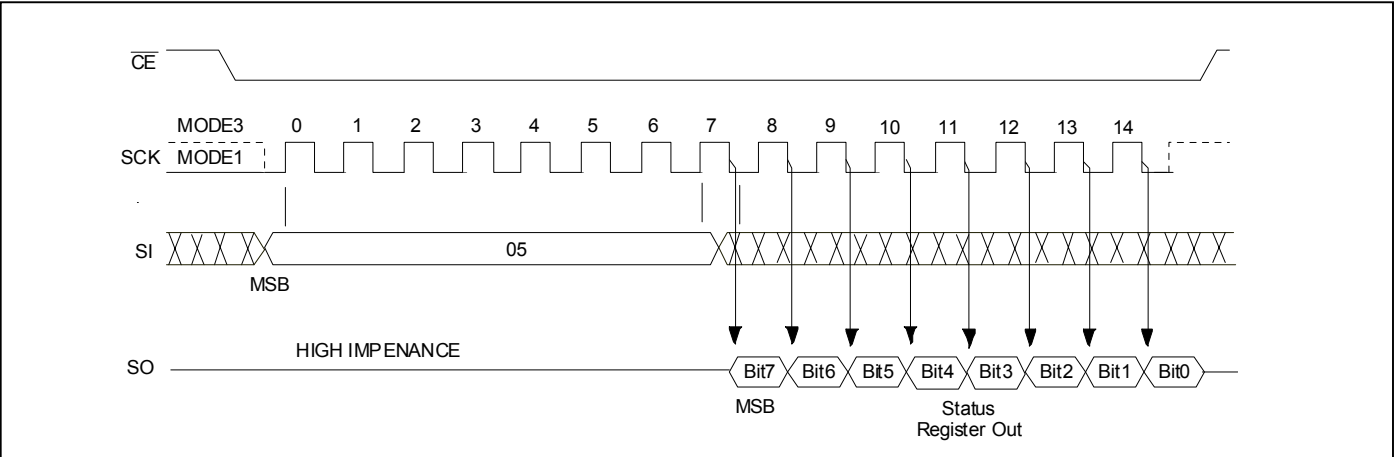 CE
MODE3 0 1 2 3 4 5 6 7 8 9 10 11 12 13 14
SCK MODE1
SI 05
MSB
HIGH IMPENANCE
SO Bit7 Bit6 Bit5 Bit4 Bit3 Bit2 Bit1 Bit0
MSB Status
Register Out